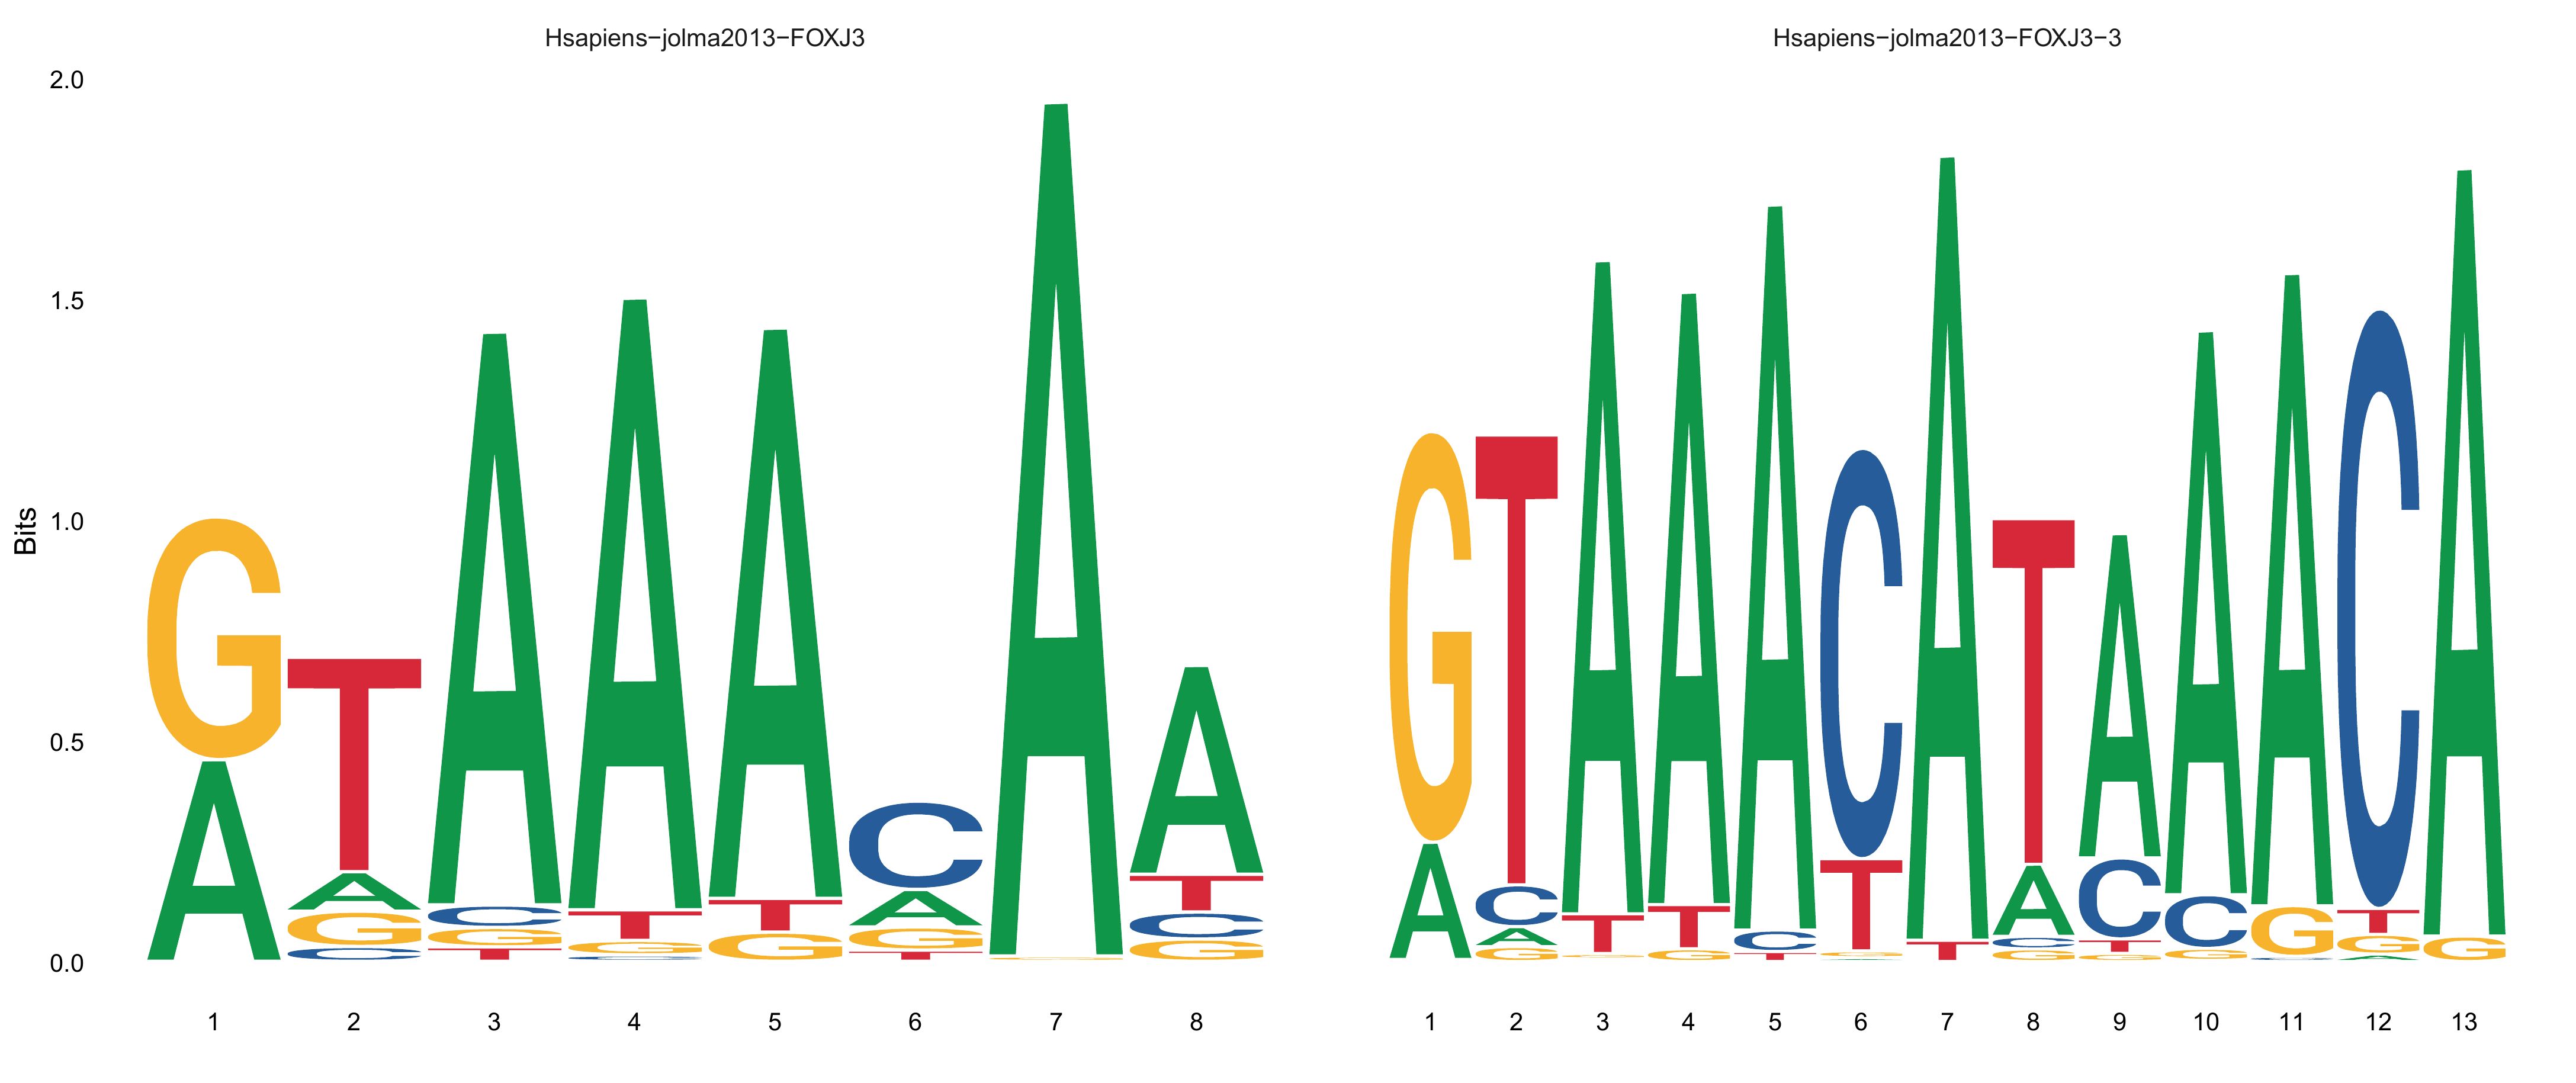 Hsapiens−jolma2013−FOXJ3
Hsapiens−jolma2013−FOXJ3−3
Bits
2.0
1.5
1.0
0.5
0.0
G T A A A C A A
A A C T T A T
G G G G G C
C T C T G
G T A A A C A T A A A C A
A C T T C T T A C C G T G
A G T C T G G
G G G A
1 2 3 4 5 6 7 8
1 2 3 4 5 6 7 8 9 10 11 12 13